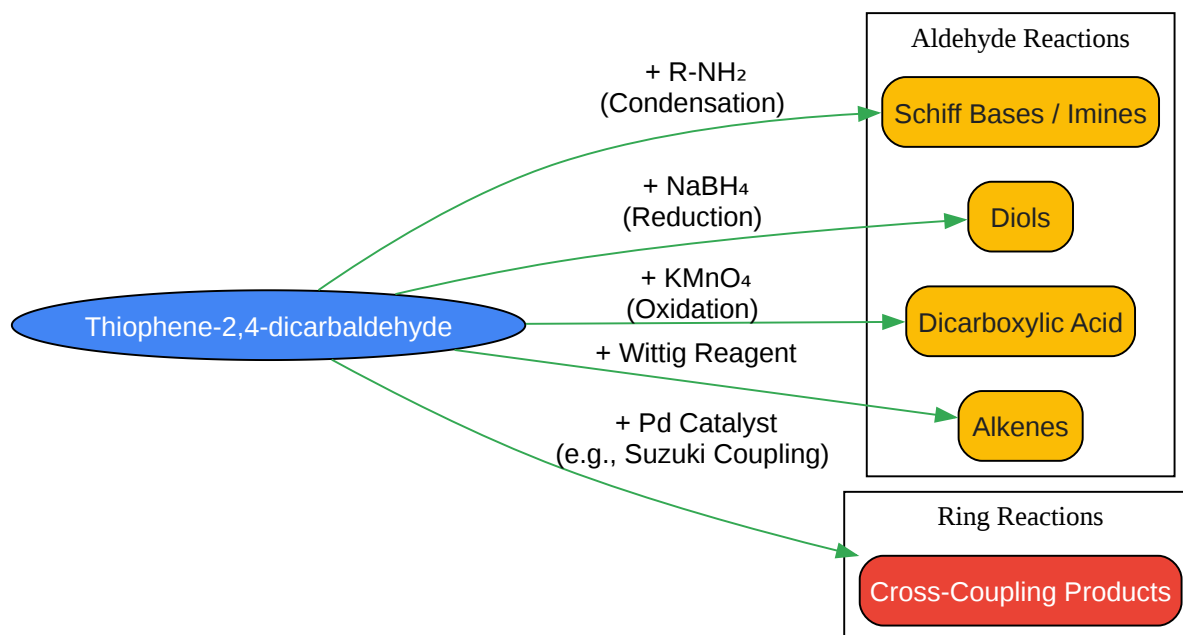 Aldehyde Reactions
+ R-NH₂
(Condensation)
Schiff Bases / Imines
+ NaBH₄
(Reduction)
Diols
+ KMnO₄
(Oxidation)
Thiophene-2,4-dicarbaldehyde
Dicarboxylic Acid
+ Wittig Reagent
Alkenes
+ Pd Catalyst
(e.g., Suzuki Coupling)
Ring Reactions
Cross-Coupling Products